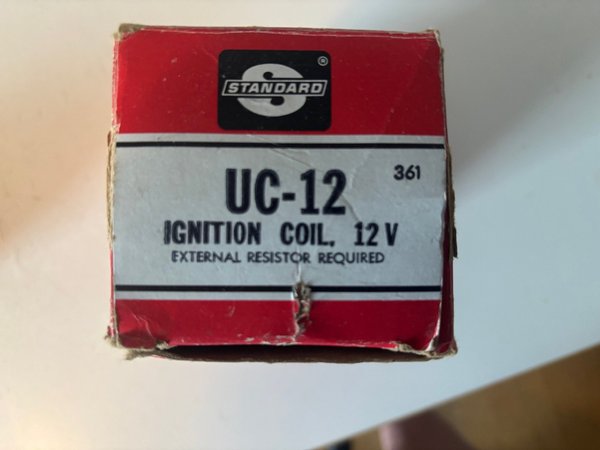 STANDARD ®
361
UC-12
IGNITION COIL, 12 V
EXTERNAL RESISTOR REQUIRED